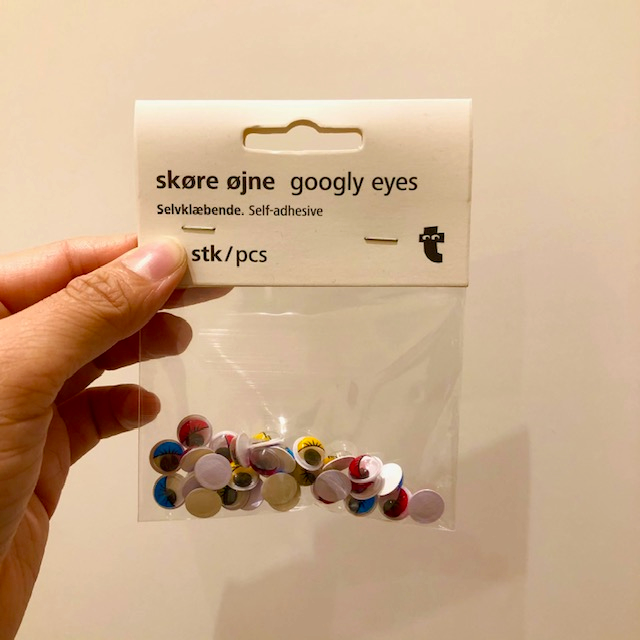 skøre øjne googly eyes
Selvklæbende. Self-adhesive
stk/pcs